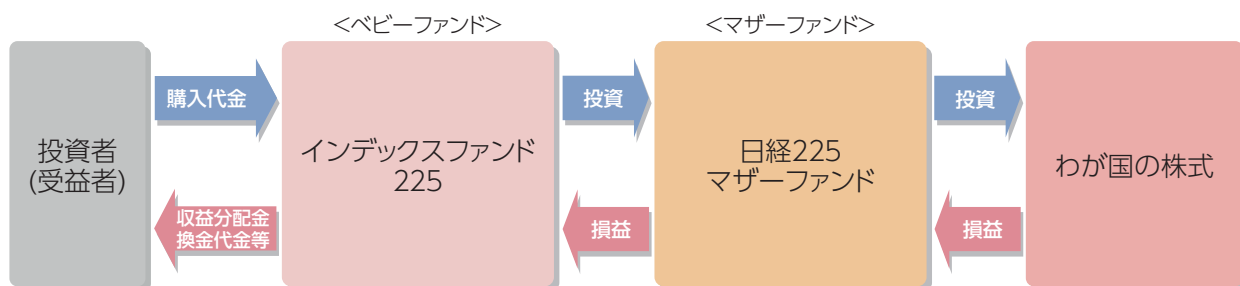 ＜ベビーファンド＞
＜マザーファンド＞
購入代金
投資
投資
投資者
(受益者)
インデックスファンド
225
日経225
マザーファンド
わが国の株式
収益分配金
換金代金等
損益
損益